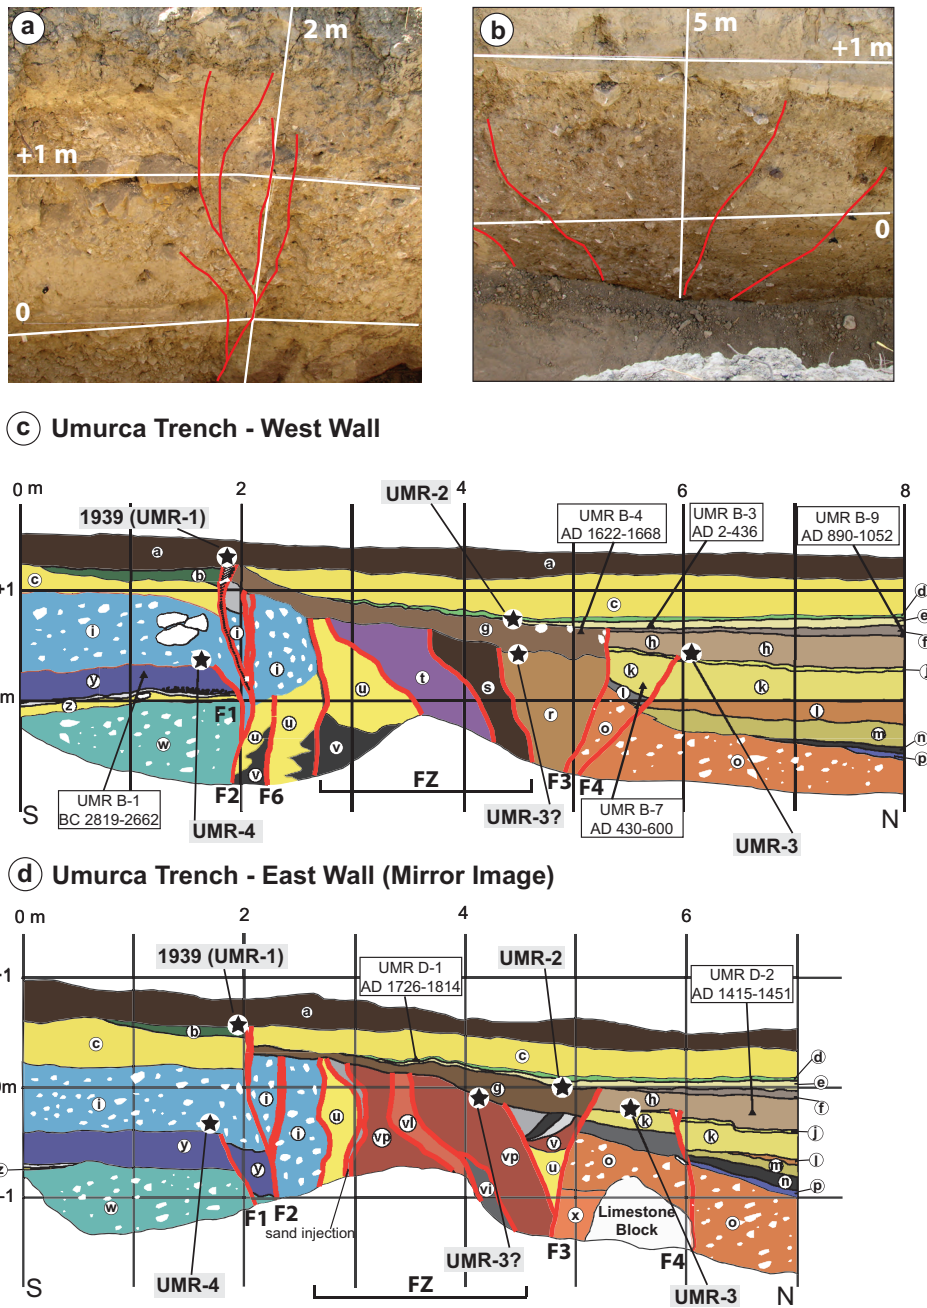 a
2 m
+1 m
0
b
5 m
+1 m
0
c Umurca Trench - West Wall
0 m 2 4 6 8
UMR-2
1939 (UMR-1)
UMR B-4
AD 1622-1668
UMR B-3
AD 2-436
UMR B-9
AD 890-1052
a a
b c c d
+1 e
g f
i i i h h
k k j
y t s l
z u u r l
m
w F1 u v o n
v o p
F2 F6 FZ F3 F4
UMR B-1
BC 2819-2662
UMR-4
UMR-3?
UMR B-7
AD 430-600
UMR-3
S N
d Umurca Trench - East Wall (Mirror Image)
0 m 2 4 6
+1
1939 (UMR-1)
UMR D-1
AD 1726-1814
UMR-2
UMR D-2
AD 1415-1451
a
b
c c d
0m e
g h f
i i i k k j
u vl v
vp vp o l
y y u m
z n
w vi p
-1 x Limestone
Block o
F1 F2
sand injection
F3 F4
UMR-3?
UMR-4 FZ UMR-3
S N